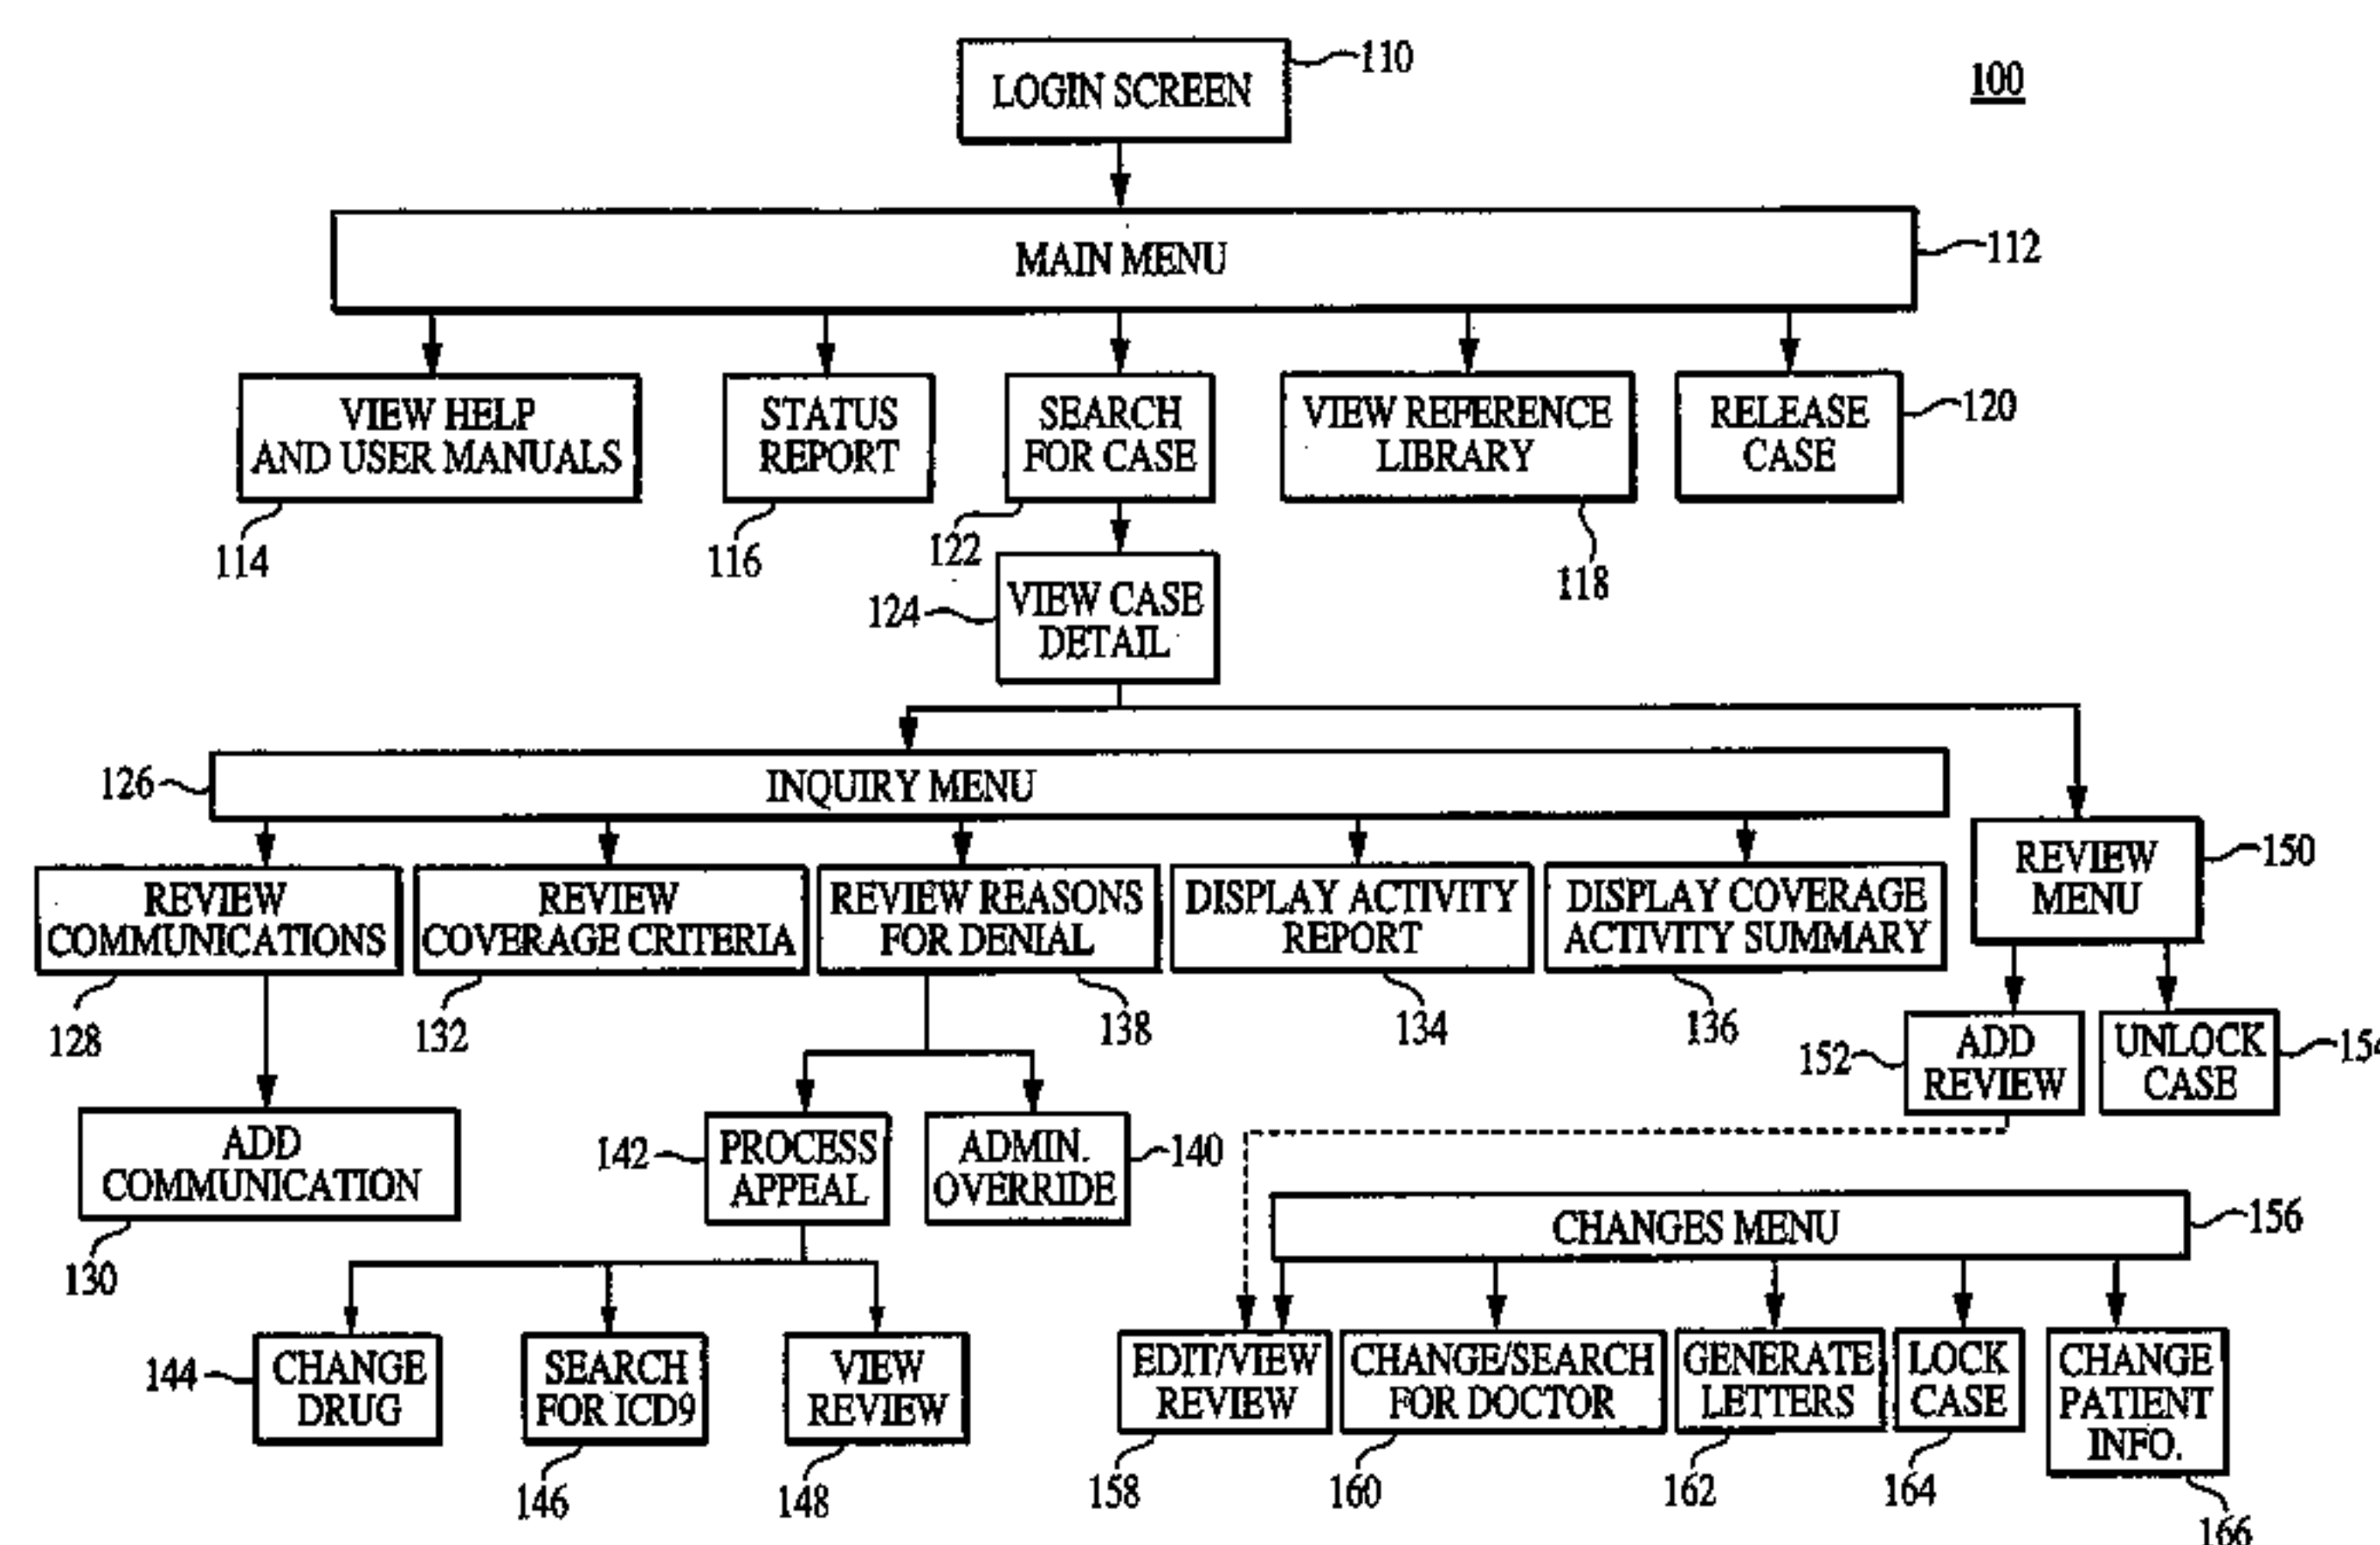 LOGIN SCREEN
110
100
MAIN MENU
112
VIEW HELP
AND USER MANUALS
114
STATUS
REPORT
116
SEARCH
FOR CASE
122
VIEW REFERENCE
LIBRARY
118
RELEASE
CASE
120
VIEW CASE
DETAIL
124
126
INQUIRY MENU
REVIEW
COMMUNICATIONS
128
REVIEW
COVERAGE CRITERIA
132
REVIEW REASONS
FOR DENIAL
138
DISPLAY ACTIVITY
REPORT
134
DISPLAY COVERAGE
ACTIVITY SUMMARY
136
REVIEW
MENU
150
152
ADD
REVIEW
UNLOCK
CASE
154
ADD
COMMUNICATION
130
142
PROCESS
APPEAL
ADMIN.
OVERRIDE
140
CHANGES MENU
156
144
CHANGE
DRUG
SEARCH
FOR ICD9
146
VIEW
REVIEW
148
EDIT/VIEW
REVIEW
158
CHANGE/SEARCH
FOR DOCTOR
160
GENERATE
LETTERS
162
LOCK
CASE
164
CHANGE
PATIENT
INFO.
166